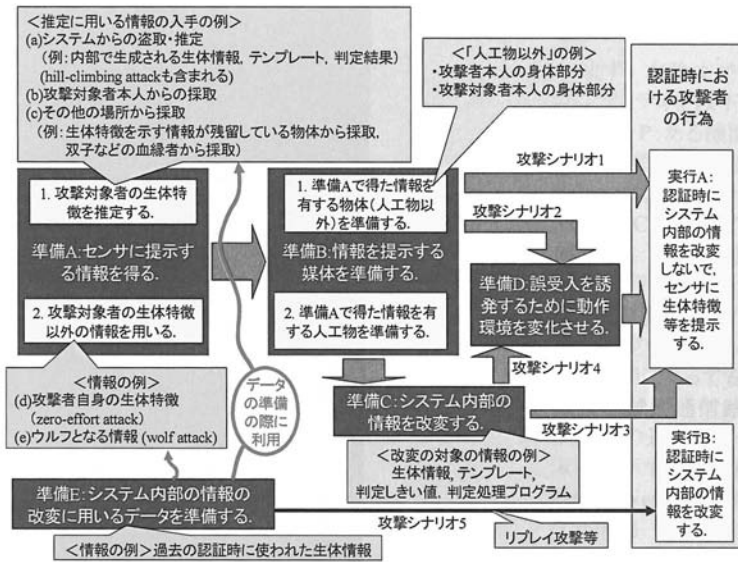 <推定に用いる情報の入手の例>
(a)システムからの盗取・推定
(例:内部で生成される生体情報, テンプレート, 判定結果)
(hill-climbing attackも含まれる)
(b)攻撃対象者本人からの採取
(c)その他の場所から採取
(例:生体特徴を示す情報が残留している物体から採取,
双子などの血縁者から採取)
<「人工物以外」の例>
・攻撃者本人の身体部分
・攻撃対象者本人の身体部分
認証時にお
ける攻撃者
の行為
1. 攻撃対象者の生体特
徴を推定する.
準備A:センサに提示
する情報を得る.
2. 攻撃対象者の生体特徴
以外の情報を用いる.
1. 準備Aで得た情報を
有する物体(人工物以
外)を準備する.
準備B:情報を提示する
媒体を準備する.
2. 準備Aで得た情報を有
する人工物を準備する.
攻撃シナリオ1
攻撃シナリオ2
準備D:誤受入を誘
発するために動作
環境を変化させる.
攻撃シナリオ4
実行A:
認証時に
システム
内部の情
報を改変
しないで,
センサに
生体特徴
等を提示
する.
<情報の例>
(d)攻撃者自身の生体特徴
(zero-effort attack)
(e)ウルフとなる情報 (wolf attack)
データ
の準備
の際に
利用
準備C:システム内部の
情報を改変する.
攻撃シナリオ3
<改変の対象の情報の例>
生体情報, テンプレート,
判定しきい値, 判定処理プログラム
実行B:
認証時に
システム
内部の情
報を改変
する.
準備E:システム内部の情報の
改変に用いるデータを準備する.
攻撃シナリオ5
リプレイ攻撃等
<情報の例>過去の認証時に使われた生体情報